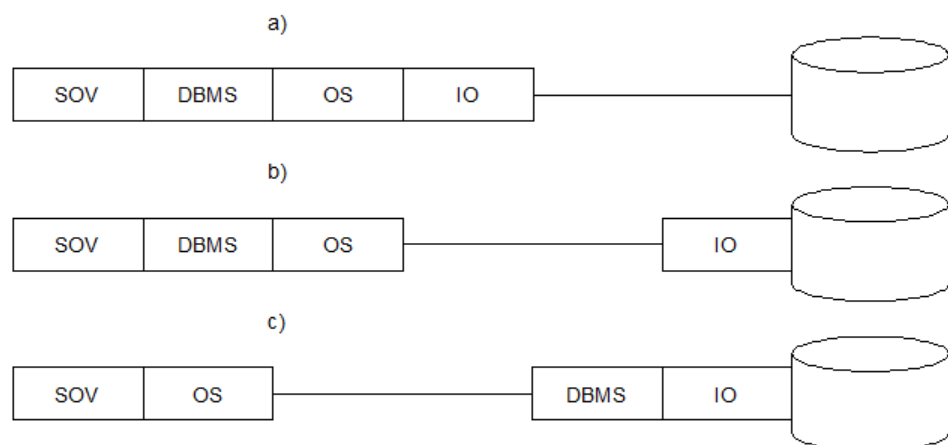 a)
SOV DBMS OS IO
b)
SOV DBMS OS IO
c)
SOV OS DBMS IO